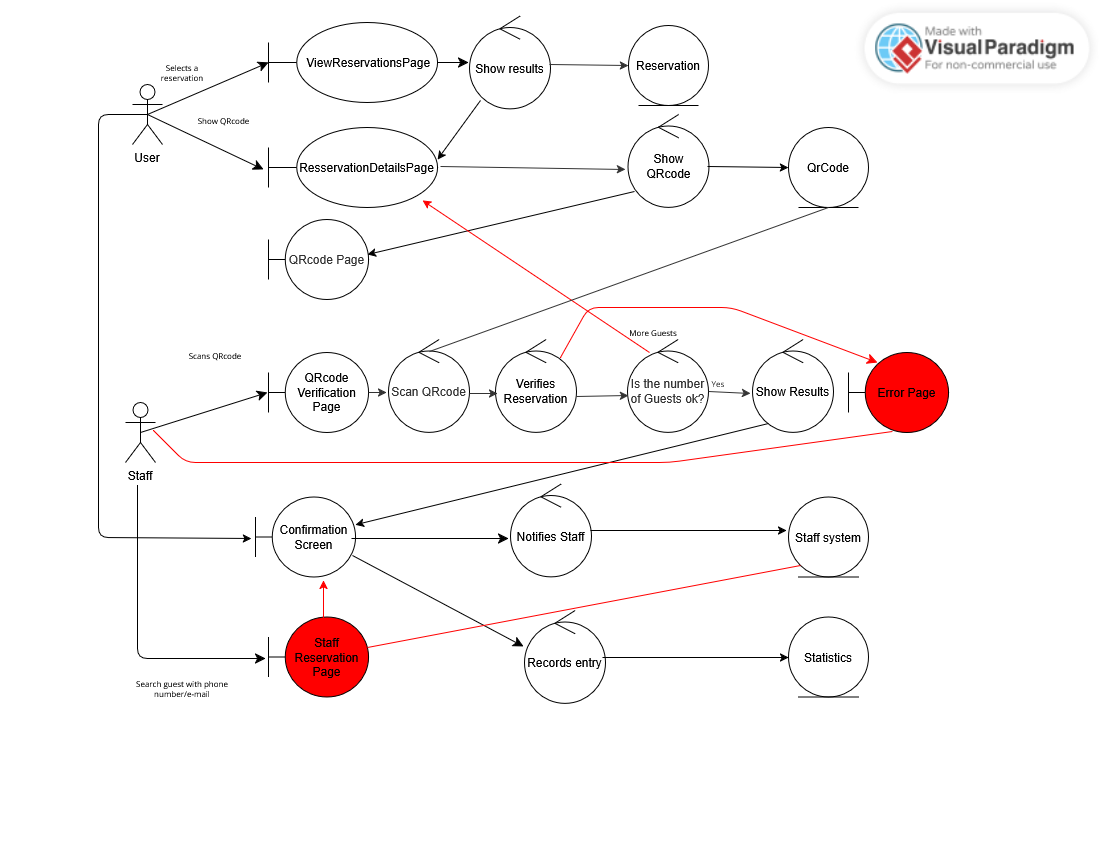 Made with
Visual Paradigm
For non-commercial use
Selects a
reservation
ViewReservationsPage
Show results
Reservation
User
Show QRcode
ResservationDetailsPage
Show
QRcode
QrCode
QRcode Page
More Guests
Scans QRcode
QRcode
Verification
Page
Scan QRcode
Verifies
Reservation
Is the number
of Guests ok?
Yes
Show Results
Error Page
Staff
Confirmation
Screen
Notifies Staff
Staff system
Staff
Reservation
Page
Records entry
Statistics
Search guest with phone
number/e-mail